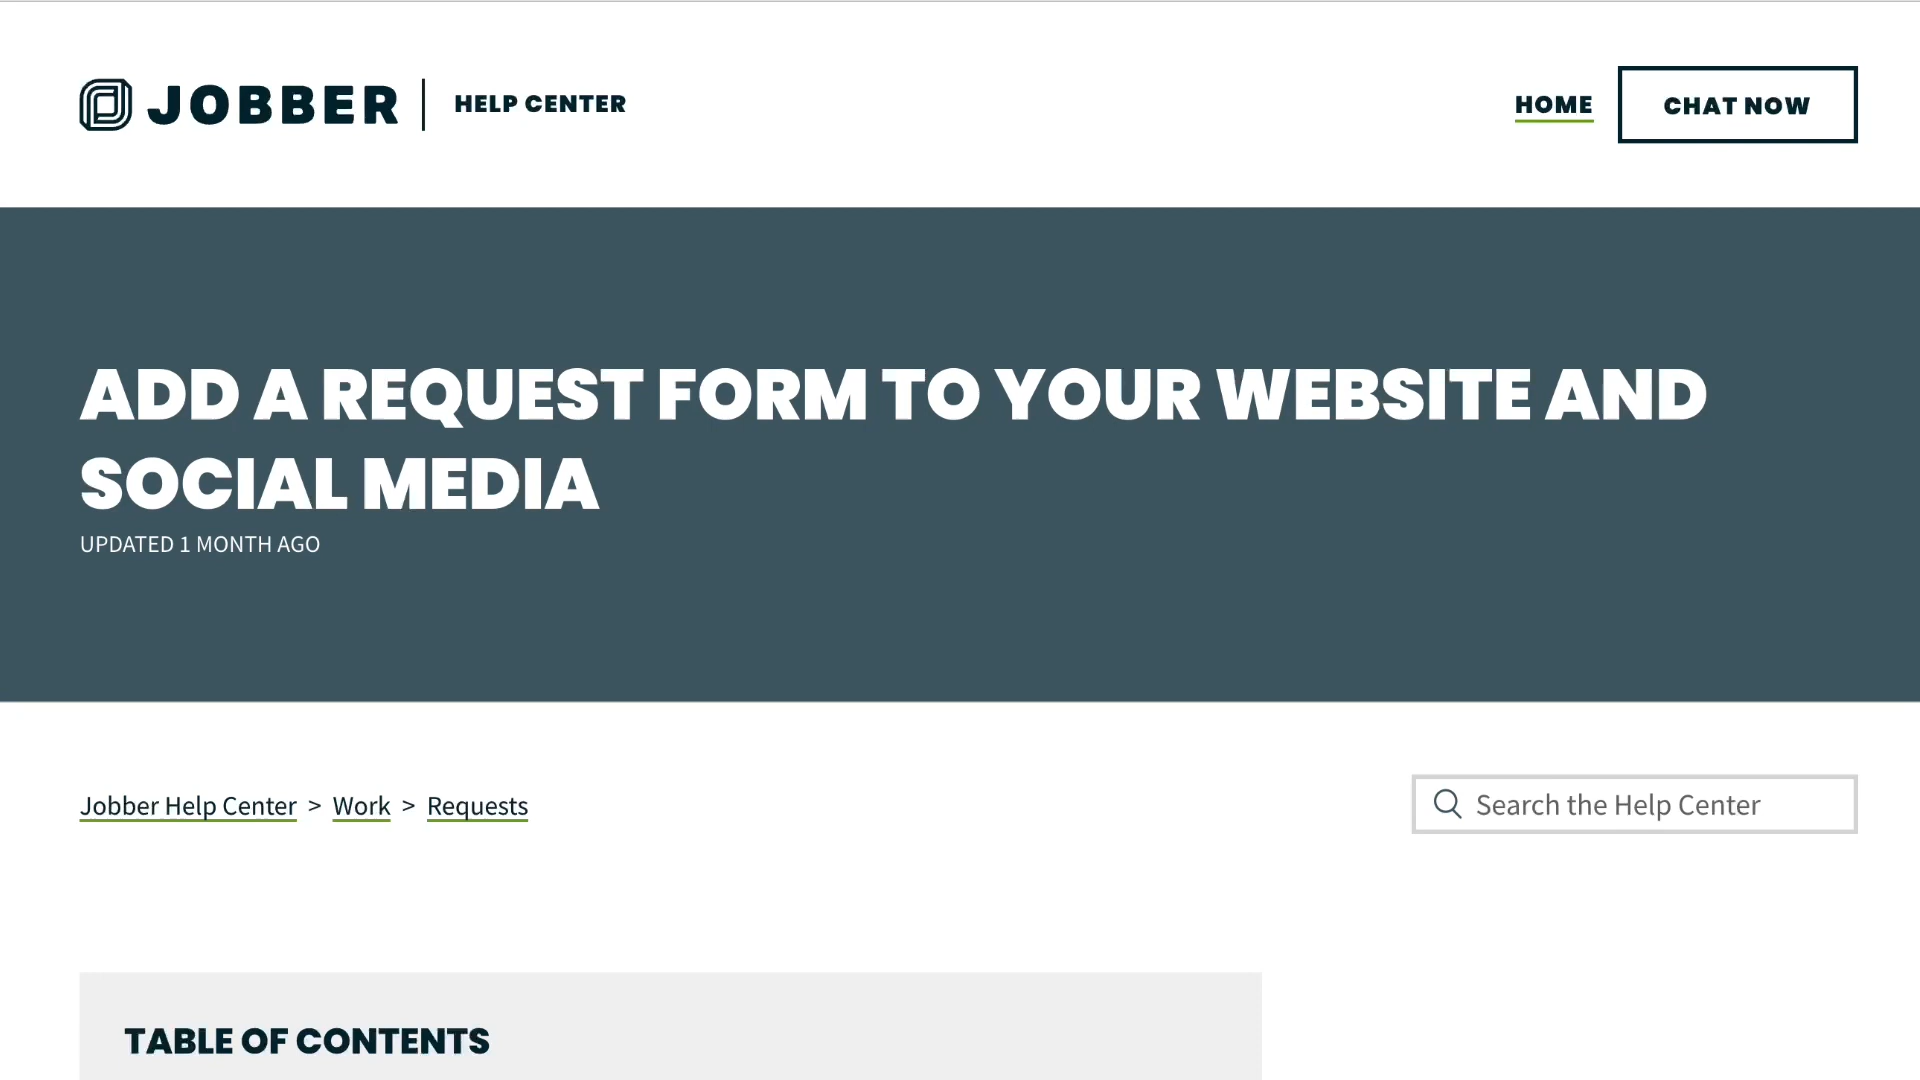 JOBBER
HELP CENTER
HOME
CHAT NOW
ADD A REQUEST FORM TO YOUR WEBSITE AND
SOCIAL MEDIA
UPDATED 1 MONTH AGO
Jobber Help Center > Work > Requests
Search the Help Center
TABLE OF CONTENTS